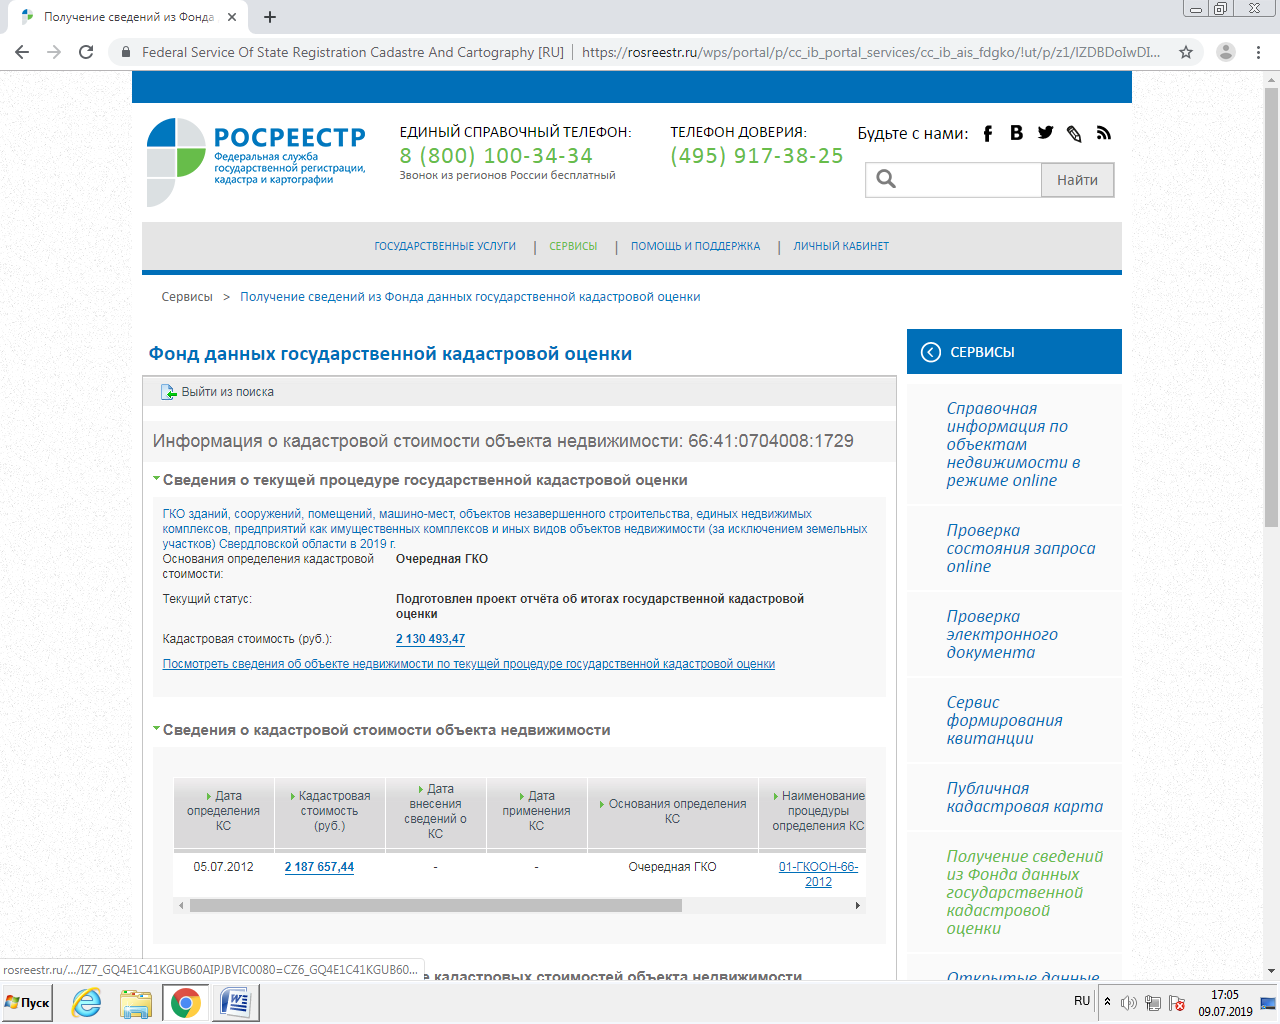 Получение сведений из Фонда
Federal Service Of State Registration Cadastre And Cartography [RU] | https://rosreestr.ru/wps/portal/p/cc_ib_portal_services/cc_ib_ais_fdgko/!ut/p/z1/lZDBDoIwDI...
РОСРЕЕСТР
Федеральная служба
государственной регистрации,
кадастра и картографии
ЕДИНЫЙ СПРАВОЧНЫЙ ТЕЛЕФОН:
8 (800) 100-34-34
Звонок из регионов России бесплатный
ТЕЛЕФОН ДОВЕРИЯ:
(495) 917-38-25
Будьте с нами:
Найти
ГОСУДАРСТВЕННЫЕ УСЛУГИ | СЕРВИСЫ | ПОМОЩЬ И ПОДДЕРЖКА | ЛИЧНЫЙ КАБИНЕТ
Сервисы > Получение сведений из Фонда данных государственной кадастровой оценки
Фонд данных государственной кадастровой оценки
Выйти из поиска
Информация о кадастровой стоимости объекта недвижимости: 66:41:0704008:1729
Сведения о текущей процедуре государственной кадастровой оценки
ГКО зданий, сооружений, помещений, машино-мест, объектов незавершенного строительства, единых недвижимых
комплексов, предприятий как имущественных комплексов и иных видов объектов недвижимости (за исключением земельных
участков) Свердловской области в 2019 г.
Основания определения кадастровой
стоимости:
Очередная ГКО
Текущий статус:
Подготовлен проект отчёта об итогах государственной кадастровой
оценки
Кадастровая стоимость (руб.):
2 130 493,47
Посмотреть сведения об объекте недвижимости по текущей процедуре государственной кадастровой оценки
Сведения о кадастровой стоимости объекта недвижимости
Дата
определения
КС
Кадастровая
стоимость
(руб.)
Дата
внесения
сведений о
КС
Дата
применения
КС
Основания определения
КС
Наименование
процедуры
определения КС
05.07.2012
2 187 657,44
-
-
Очередная ГКО
01-ГКООН-66-
2012
е кадастровых стоимостей объекта недвижимости
СЕРВИСЫ
Справочная
информация по
объектам
недвижимости в
режиме online
Проверка
состояния запроса
online
Проверка
электронного
документа
Сервис
формирования
квитанции
Публичная
кадастровая карта
Получение сведений
из Фонда данных
государственной
кадастровой
оценки
Открытые данные
rosreestr.ru/.../IZ7_GQ4E1C41KGUB60AIPJBVIC0080=CZ6_GQ4E1C41KGUB60...
Пуск
RU
17:05
09.07.2019